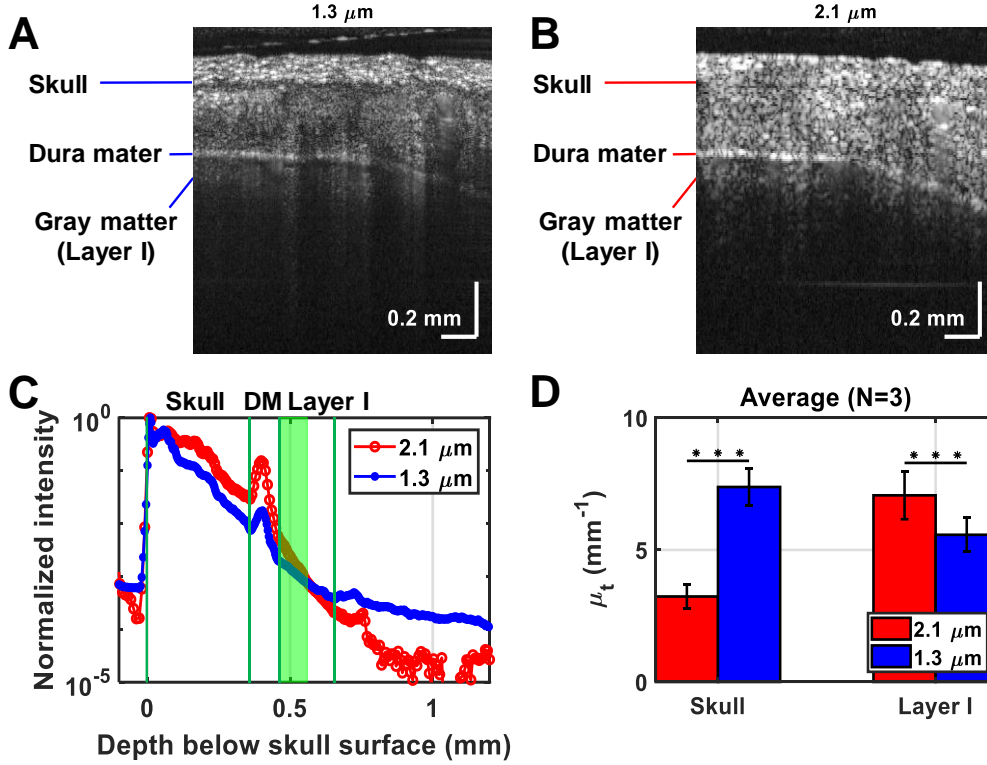 A
1.3 μm
Skull
Dura mater
Gray matter
(Layer I)
0.2 mm
B
2.1 μm
Skull
Dura mater
Gray matter
(Layer I)
0.2 mm
C
Skull DM Layer I
Normalized intensity
10^0
10^-5
2.1 μm
1.3 μm
0 0.5 1
Depth below skull surface (mm)
D
Average (N=3)
μ_t (mm^-1)
10
5
0
* * *
* * *
2.1 μm
1.3 μm
Skull Layer I